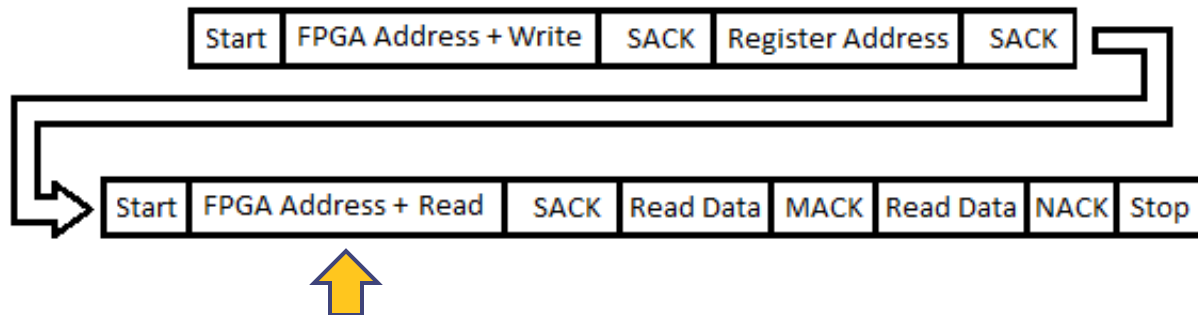 Start FPGA Address + Write SACK Register Address SACK
Start FPGA Address + Read SACK Read Data MACK Read Data NACK Stop